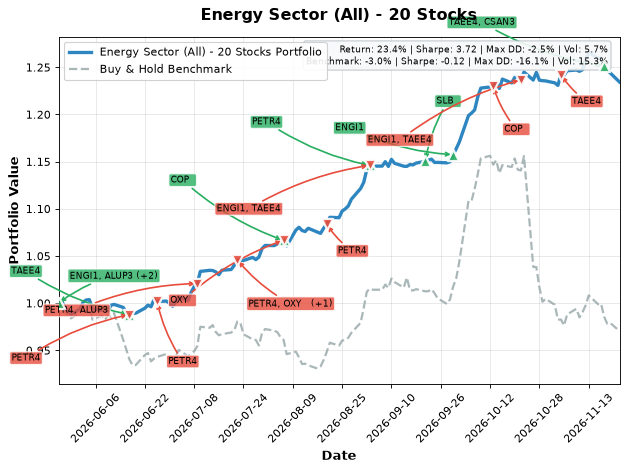 Energy Sector (All) - 20 Stocks
TAEE4, CSAN3
Energy Sector (All) - 20 Stocks Portfolio
Buy & Hold Benchmark
Return: 23.4% | Sharpe: 3.72 | Max DD: -2.5% | Vol: 5.7%
Benchmark: -3.0% | Sharpe: -0.12 | Max DD: -16.1% | Vol: 15.3%
1.25
1.20
1.15
1.10
1.05
1.00
0.95
Portfolio Value
SLB
TAEE4
PETR4
ENGI1
ENGI1, TAEE4
COP
COP
ENGI1, TAEE4
PETR4
TAEE4
ENGI1, ALUP3 (+2)
OXY
PETR4, OXY (+1)
PETR4, ALUP3
PETR4
PETR4
2026-06-06
2026-06-22
2026-07-08
2026-07-24
2026-08-09
2026-08-25
2026-09-10
2026-09-26
2026-10-12
2026-10-28
2026-11-13
Date